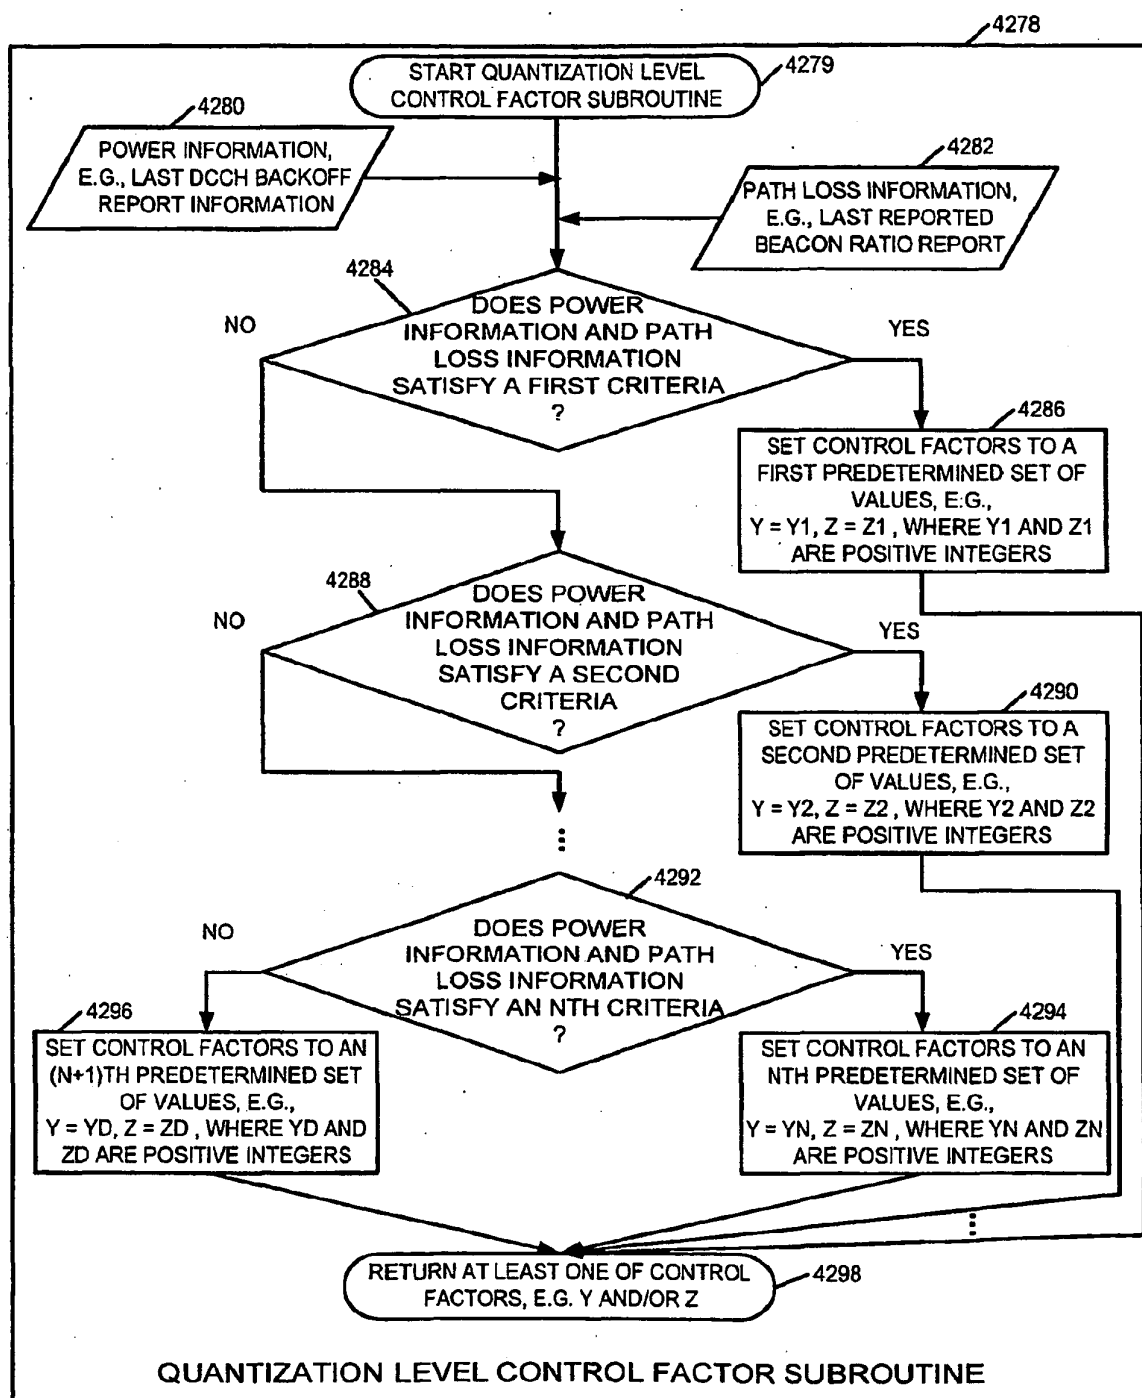 4278
START QUANTIZATION LEVEL
CONTROL FACTOR SUBROUTINE
4279
4280
POWER INFORMATION,
E.G., LAST DCCH BACKOFF
REPORT INFORMATION
4282
PATH LOSS INFORMATION,
E.G., LAST REPORTED
BEACON RATIO REPORT
4284
DOES POWER
INFORMATION AND PATH
LOSS INFORMATION
SATISFY A FIRST CRITERIA
?
NO
YES
4286
SET CONTROL FACTORS TO A
FIRST PREDETERMINED SET OF
VALUES, E.G.,
Y = Y1, Z = Z1 , WHERE Y1 AND Z1
ARE POSITIVE INTEGERS
4288
DOES POWER
INFORMATION AND PATH
LOSS INFORMATION
SATISFY A SECOND
CRITERIA
?
NO
YES
4290
SET CONTROL FACTORS TO A
SECOND PREDETERMINED SET
OF VALUES, E.G.,
Y = Y2, Z = Z2 , WHERE Y2 AND Z2
ARE POSITIVE INTEGERS
4292
DOES POWER
INFORMATION AND PATH
LOSS INFORMATION
SATISFY AN NTH CRITERIA
?
NO
YES
4296
SET CONTROL FACTORS TO AN
(N+1)TH PREDETERMINED SET
OF VALUES, E.G.,
Y = YD, Z = ZD , WHERE YD AND
ZD ARE POSITIVE INTEGERS
4294
SET CONTROL FACTORS TO AN
NTH PREDETERMINED SET OF
VALUES, E.G.,
Y = YN, Z = ZN , WHERE YN AND ZN
ARE POSITIVE INTEGERS
RETURN AT LEAST ONE OF CONTROL
FACTORS, E.G. Y AND/OR Z
4298
QUANTIZATION LEVEL CONTROL FACTOR SUBROUTINE